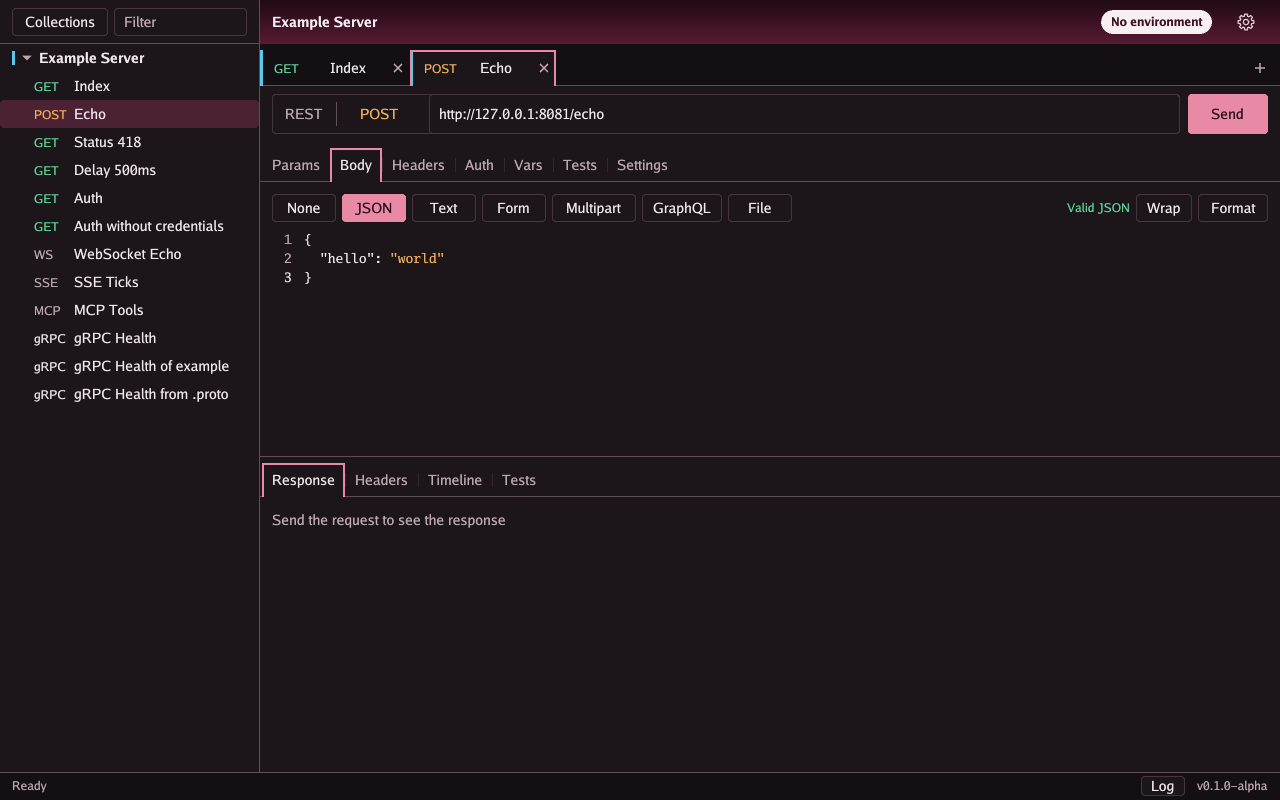 Collections Filter
Example Server No environment
Example Server
GET Index
POST Echo
GET Status 418
GET Delay 500ms
GET Auth
GET Auth without credentials
WS WebSocket Echo
SSE SSE Ticks
MCP MCP Tools
gRPC gRPC Health
gRPC gRPC Health of example
gRPC gRPC Health from .proto
GET Index POST Echo
REST POST http://127.0.0.1:8081/echo Send
Params Body Headers Auth Vars Tests Settings
None JSON Text Form Multipart GraphQL File Valid JSON Wrap Format
1 {
2 "hello": "world"
3 }
Response Headers Timeline Tests
Send the request to see the response
Ready Log v0.1.0-alpha